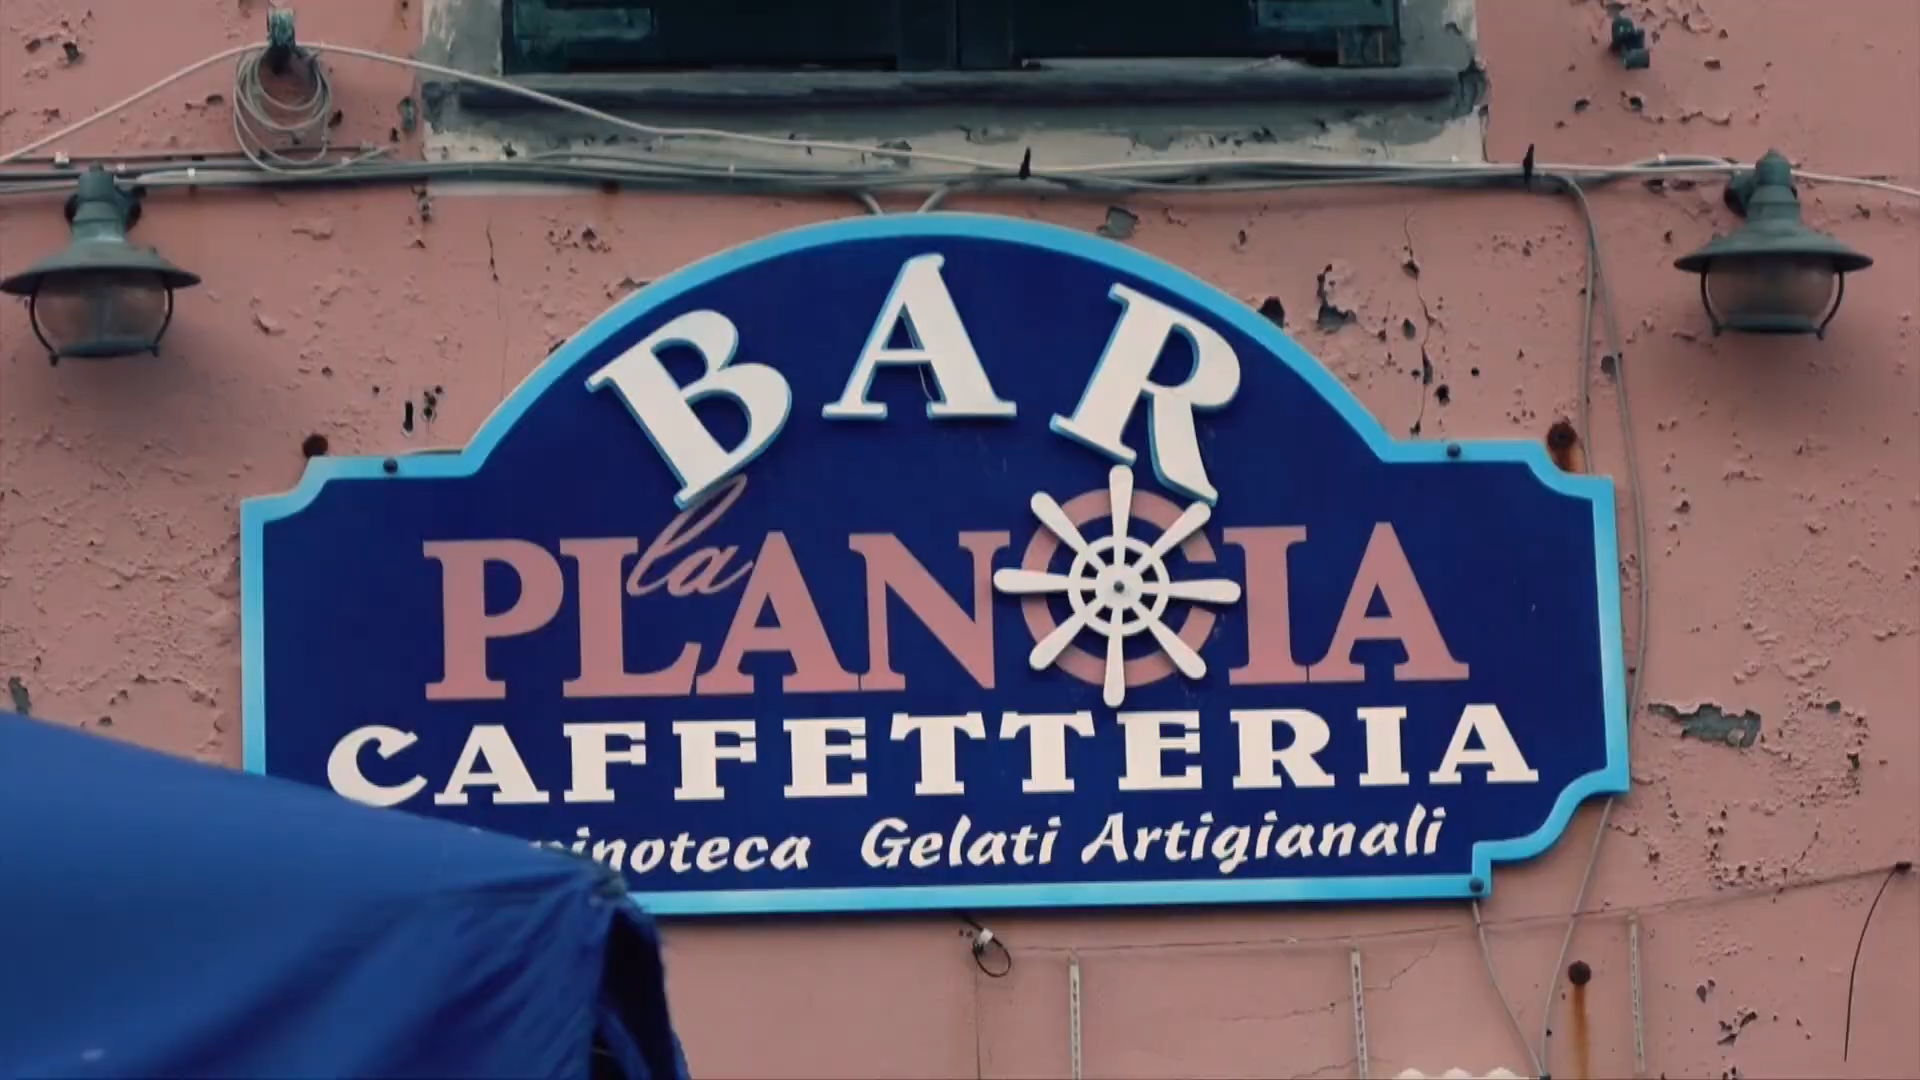 BAR
la
PLANCIA
CAFFETTERIA
Gelati Artigianali